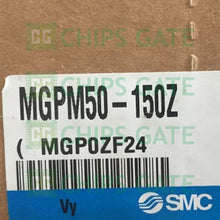 CHIPS GATE
MGPM50-150Z
( MGP0ZF24
Vy
SMC